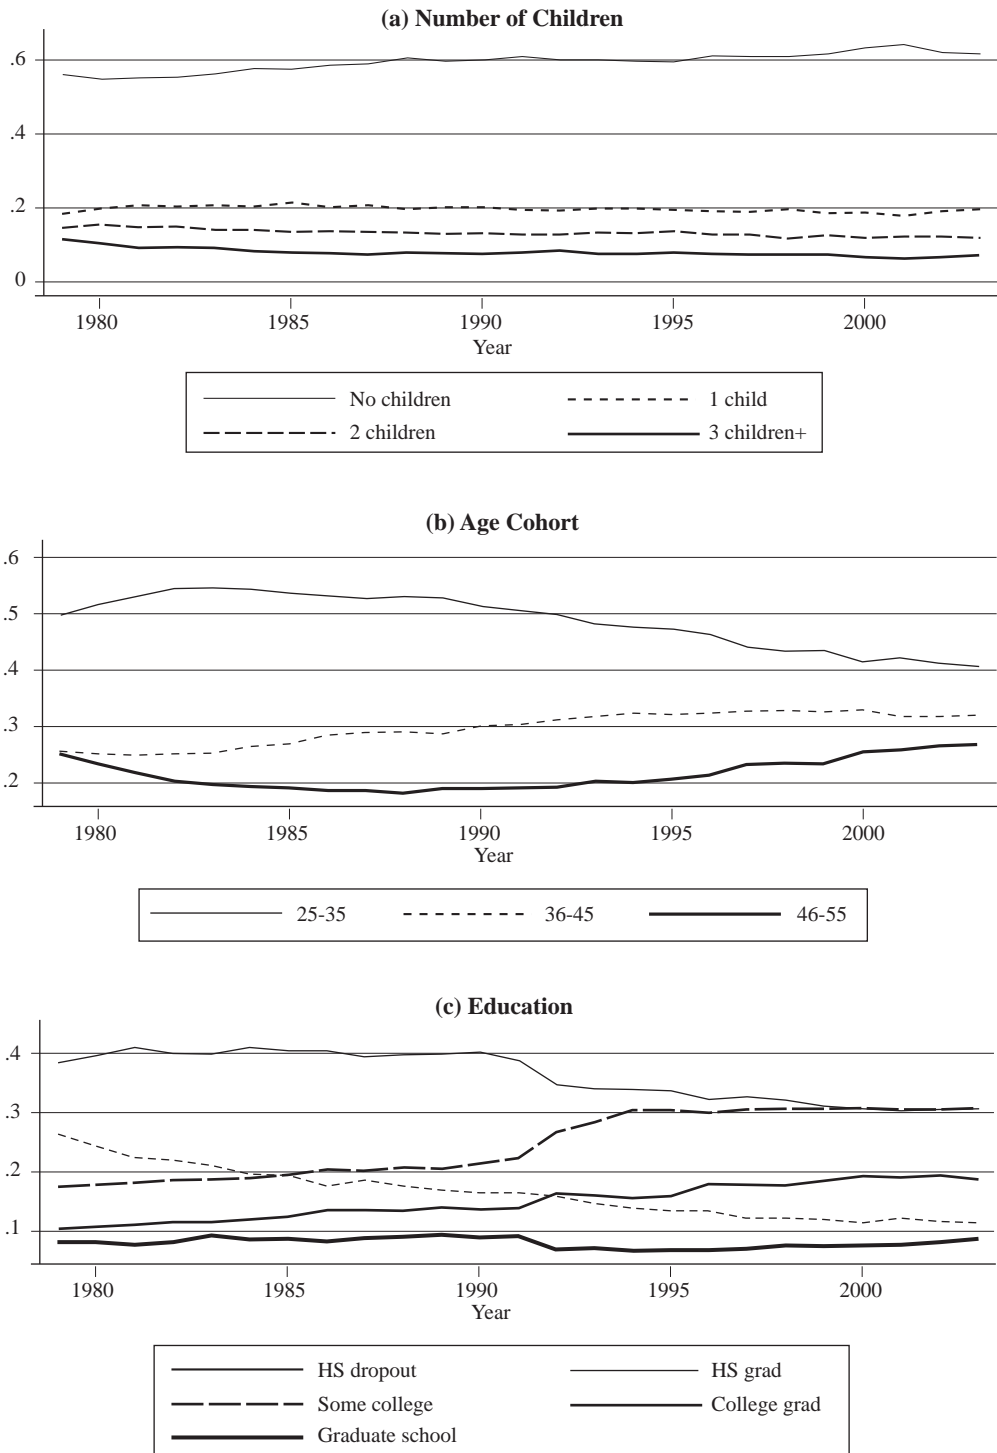 (a) Number of Children
.6
.4
.2
0
1980 1985 1990 1995 2000
Year
No children 1 child
2 children 3 children+
(b) Age Cohort
.6
.5
.4
.3
.2
1980 1985 1990 1995 2000
Year
25-35 36-45 46-55
(c) Education
.4
.3
.2
.1
1980 1985 1990 1995 2000
Year
HS dropout HS grad
Some college College grad
Graduate school